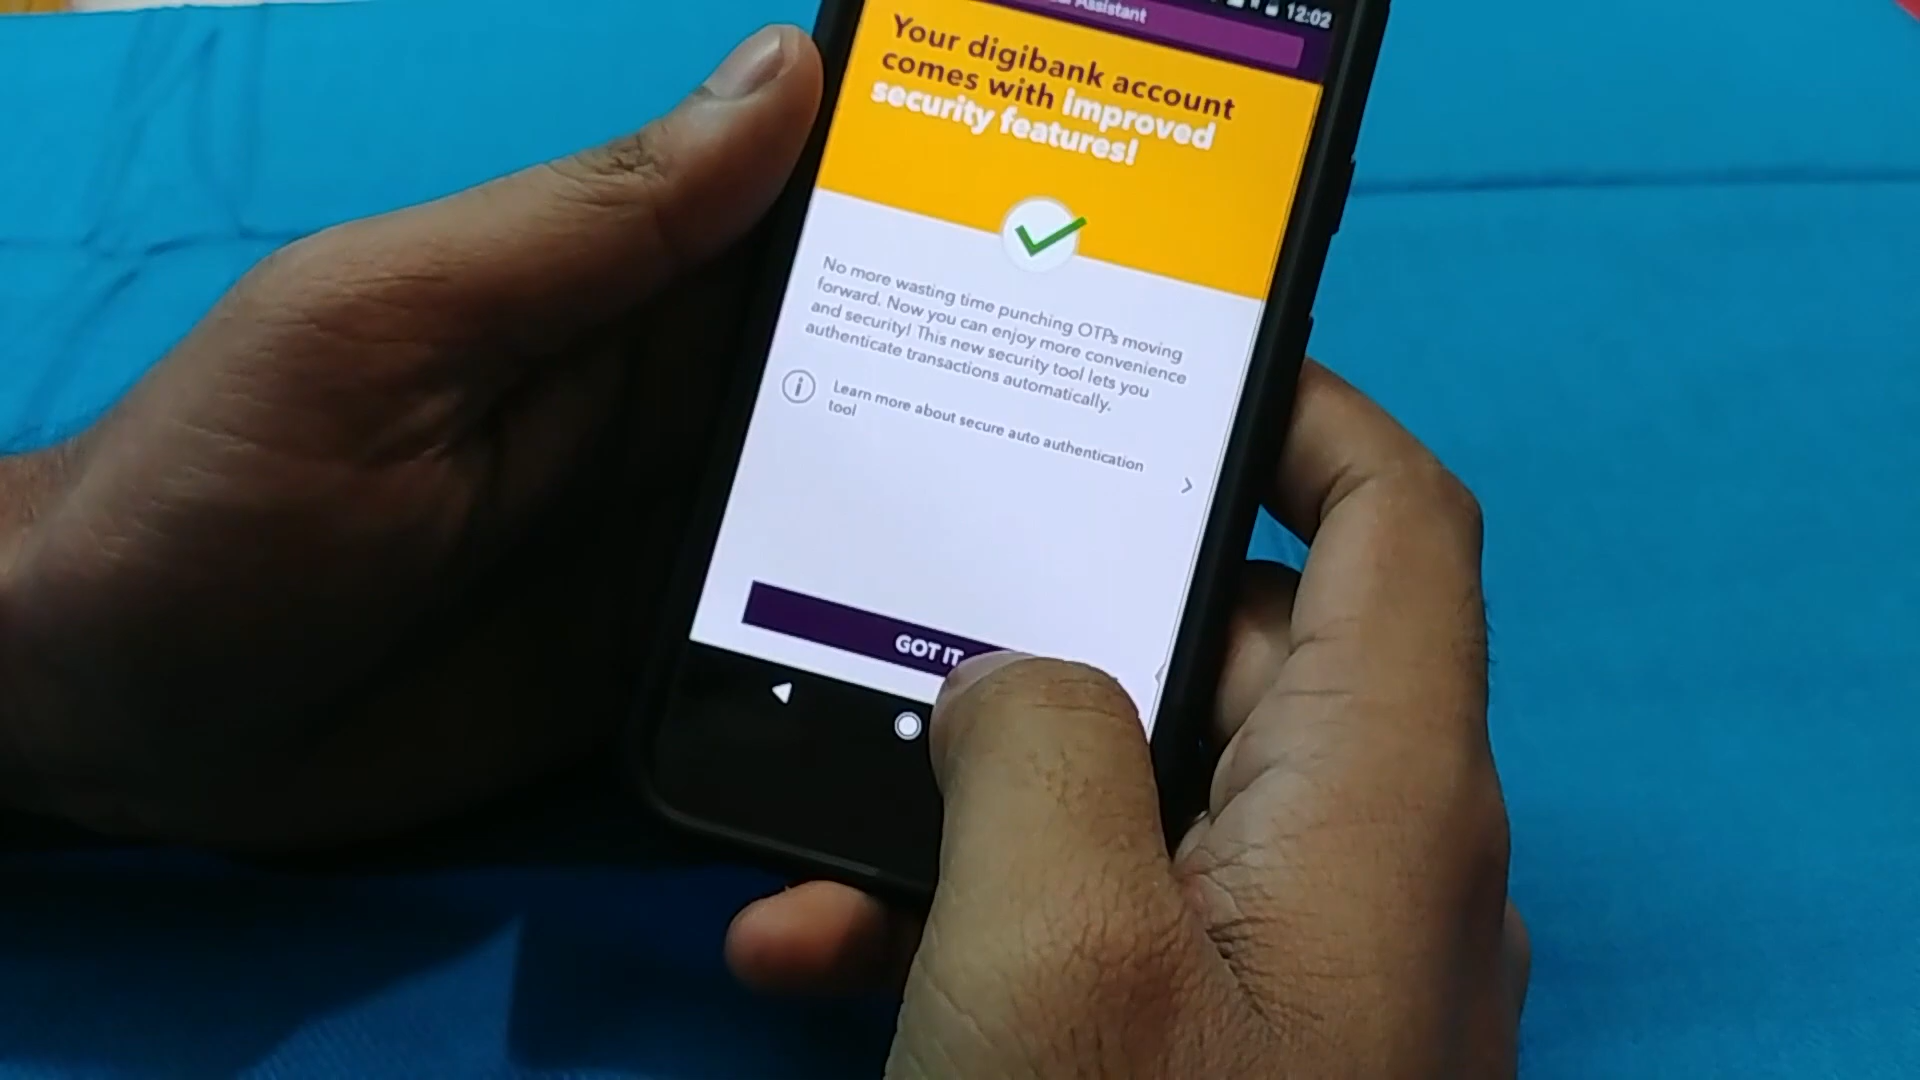 Assistant
12:02
Your digibank account
comes with improved
security features!
No more wasting time punching OTPs moving
forward. Now you can enjoy more convenience
and security! This new security tool lets you
authenticate transactions automatically.
Learn more about secure auto authentication
tool
GOT IT